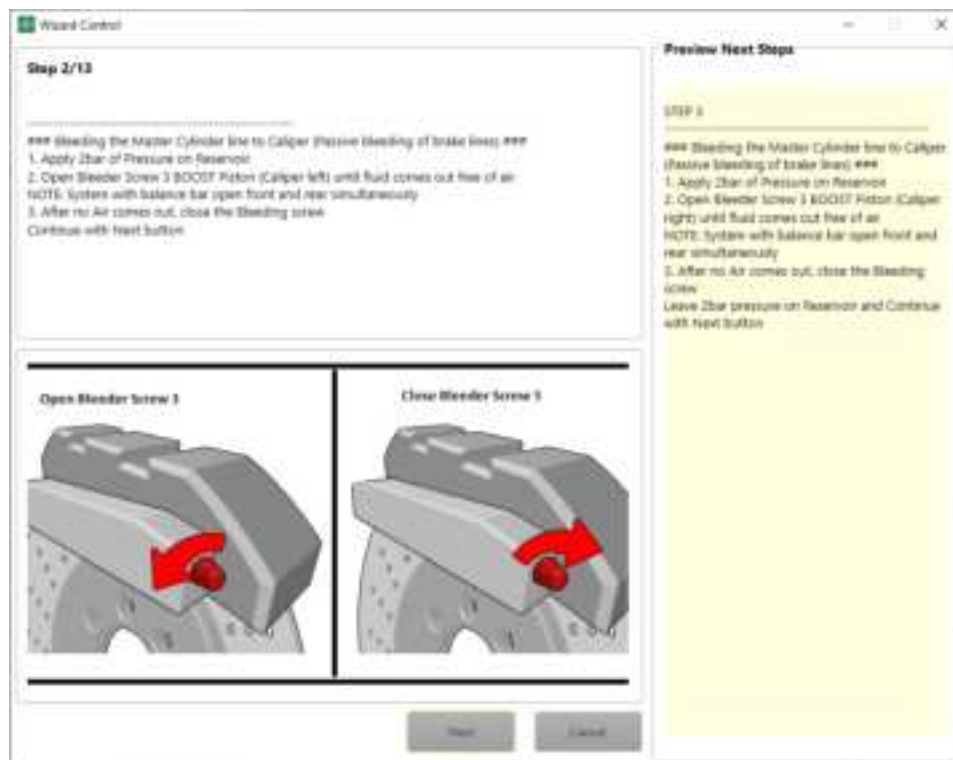 Wizard Control
Step 2/13
### Bleeding the Master Cylinder line to Caliper (Passive bleeding of brake lines) ###
1. Apply 2bar of Pressure on Reservoir
2. Open Bleeder Screw 3 BOOST Piston (Caliper left) until fluid comes out free of air
NOTE: System with balance bar open front and rear simultaneously
3. After no Air comes out, close the Bleeding screw
Continue with Next button
Open Bleeder Screw 3
Close Bleeder Screw 3
Next
Cancel
Preview Next Steps
STEP 3
### Bleeding the Master Cylinder line to Caliper
(Passive bleeding of brake lines) ###
1. Apply 2bar of Pressure on Reservoir
2. Open Bleeder Screw 3 BOOST Piston (Caliper
right) until fluid comes out free of air
NOTE: System with balance bar open front and
rear simultaneously
3. After no Air comes out, close the Bleeding
screw
Leave 2bar pressure on Reservoir and Continue
with Next button